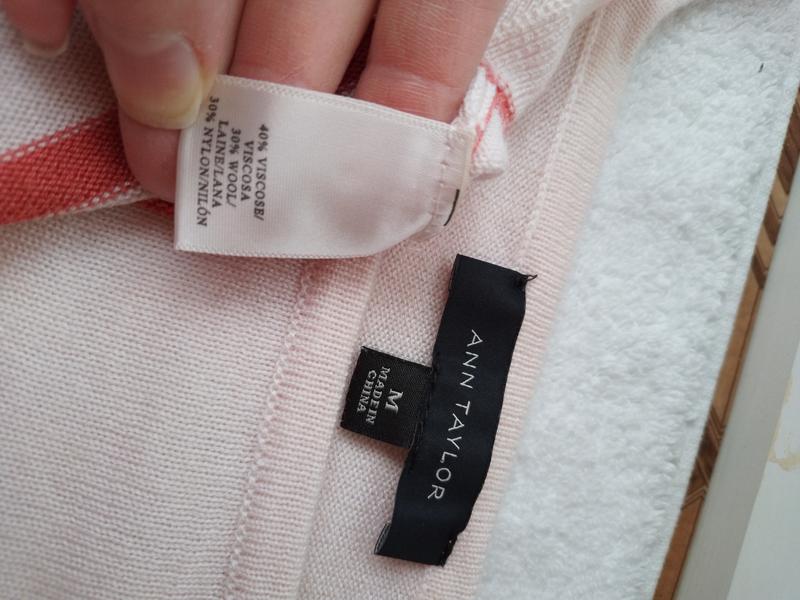 40% VISCOSE/
VISCOSA
30% WOOL/
LAINE/LANA
30% NYLON/NILÓN
ANN TAYLOR
M
MADE IN
CHINA